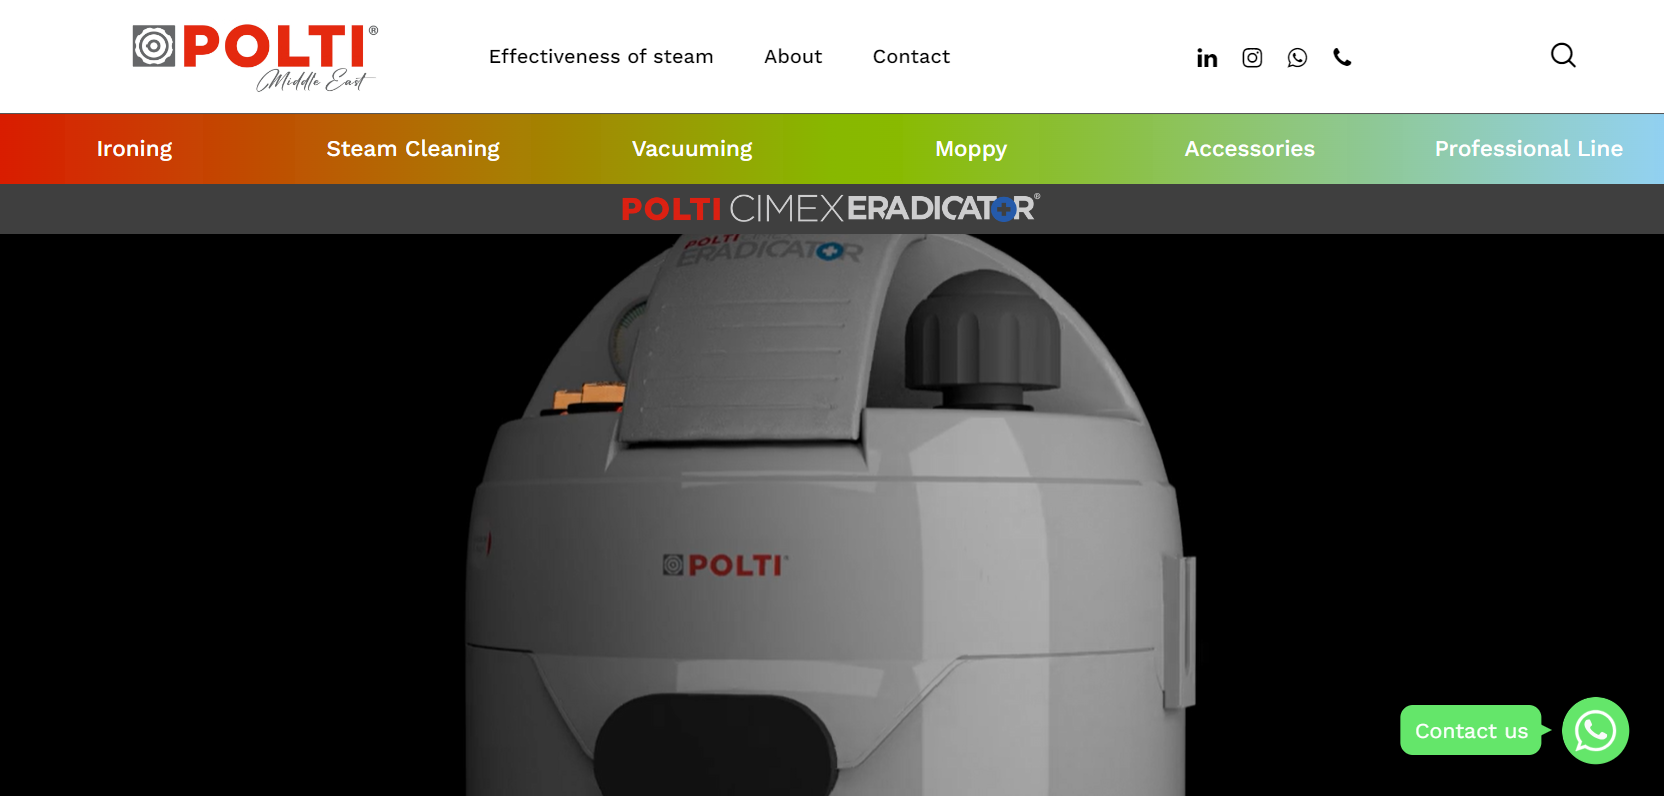 POLTI®
Middle East
Effectiveness of steam
About
Contact
Ironing
Steam Cleaning
Vacuuming
Moppy
Accessories
Professional Line
POLTI CIMEX ERADICATOR®
POLTI
ERADICATOR
POLTI
Contact us